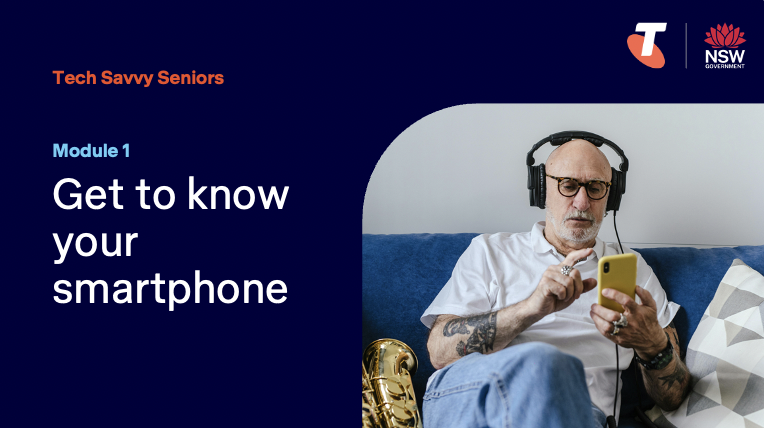 T
NSW
GOVERNMENT
Tech Savvy Seniors
Module 1
Get to know
your
smartphone